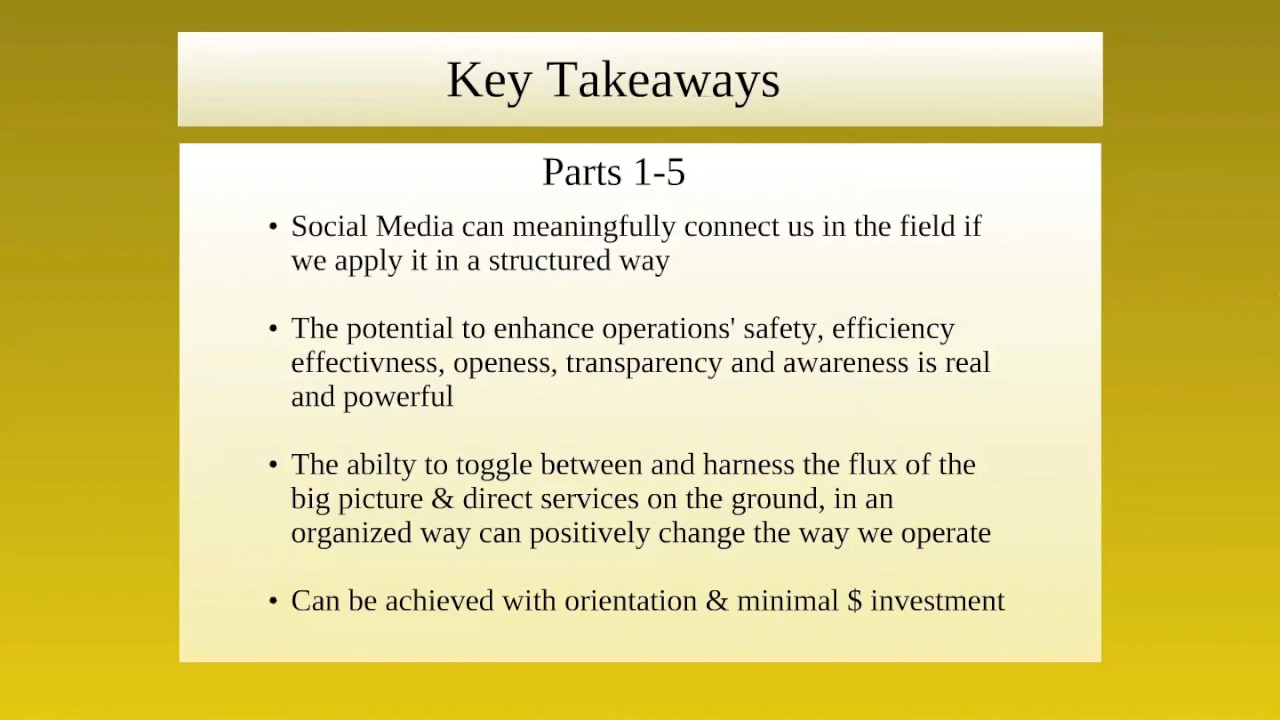 Key Takeaways
Parts 1-5
• Social Media can meaningfully connect us in the field if
we apply it in a structured way
• The potential to enhance operations' safety, efficiency
effectivness, openess, transparency and awareness is real
and powerful
• The abilty to toggle between and harness the flux of the
big picture & direct services on the ground, in an
organized way can positively change the way we operate
• Can be achieved with orientation & minimal $ investment